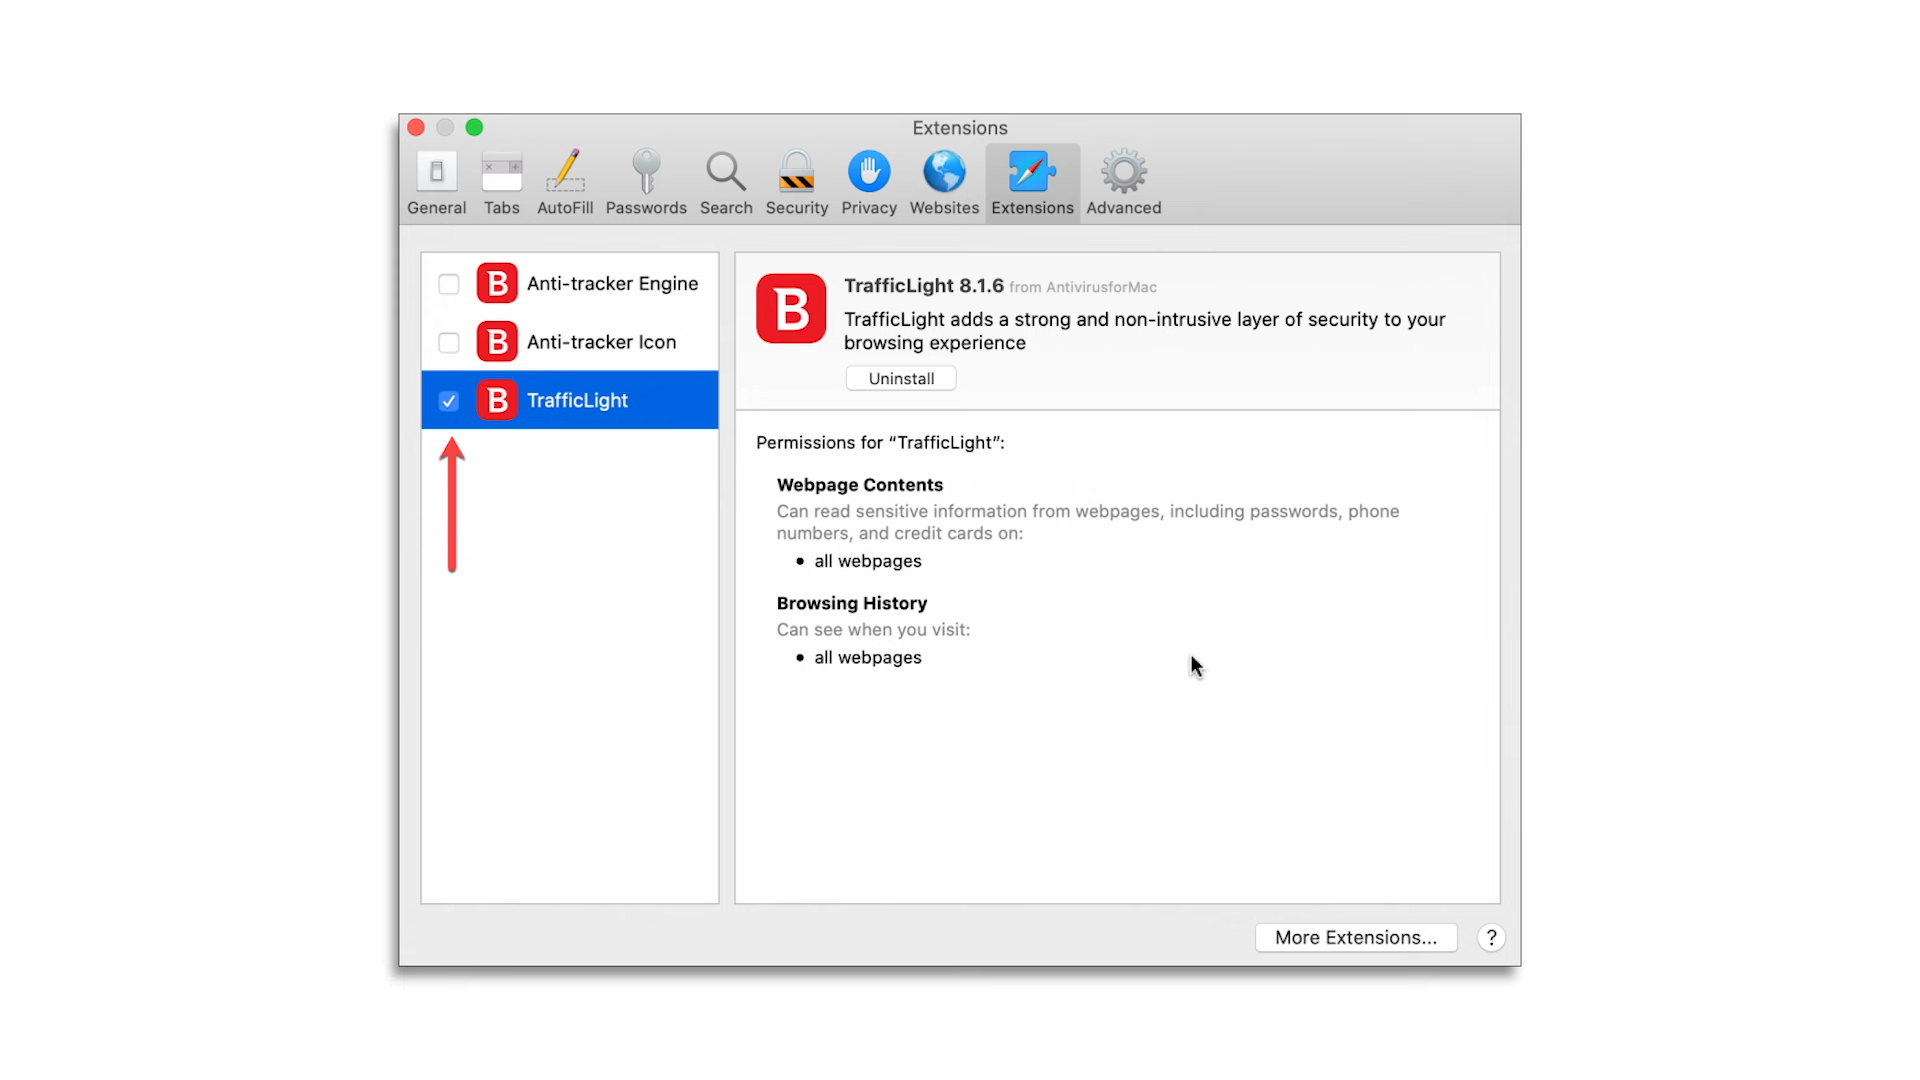 Extensions
General Tabs AutoFill Passwords Search Security Privacy Websites Extensions Advanced
B Anti-tracker Engine
B Anti-tracker Icon
B TrafficLight
B
TrafficLight 8.1.6 from AntivirusforMac
TrafficLight adds a strong and non-intrusive layer of security to your
browsing experience
Uninstall
Permissions for “TrafficLight”:
Webpage Contents
Can read sensitive information from webpages, including passwords, phone
numbers, and credit cards on:
• all webpages
Browsing History
Can see when you visit:
• all webpages
More Extensions... ?